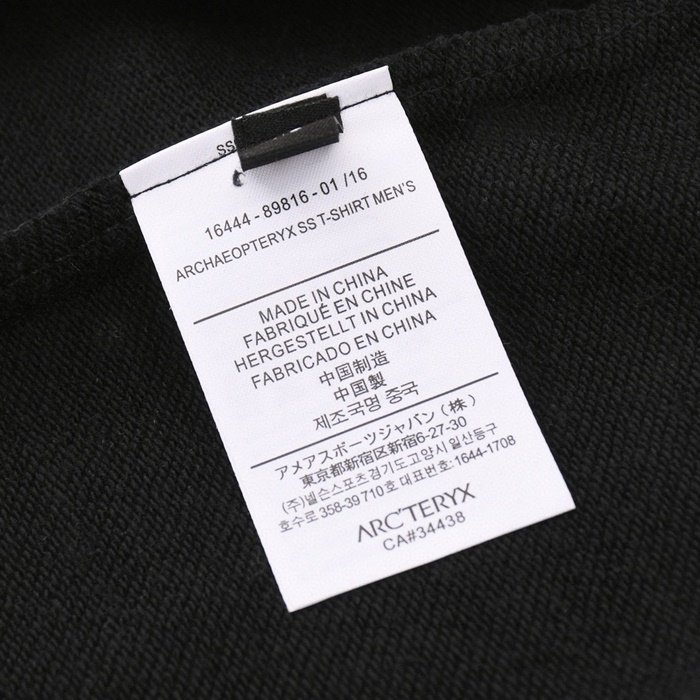 SS
16444-89816-01/16
ARCHAEOPTERYX SS T-SHIRT MEN'S
MADE IN CHINA
FABRIQUÉ EN CHINE
HERGESTELLT IN CHINA
FABRICADO EN CHINA
中国制造
中国製
제조국명 중국
アメアスポーツジャパン（株）
東京都新宿区新宿6-27-30
(주)넬슨스포츠경기도고양시 일산동구
호수로 358-39 710호 대표번호:1644-1708
ARC'TERYX
CA#34438